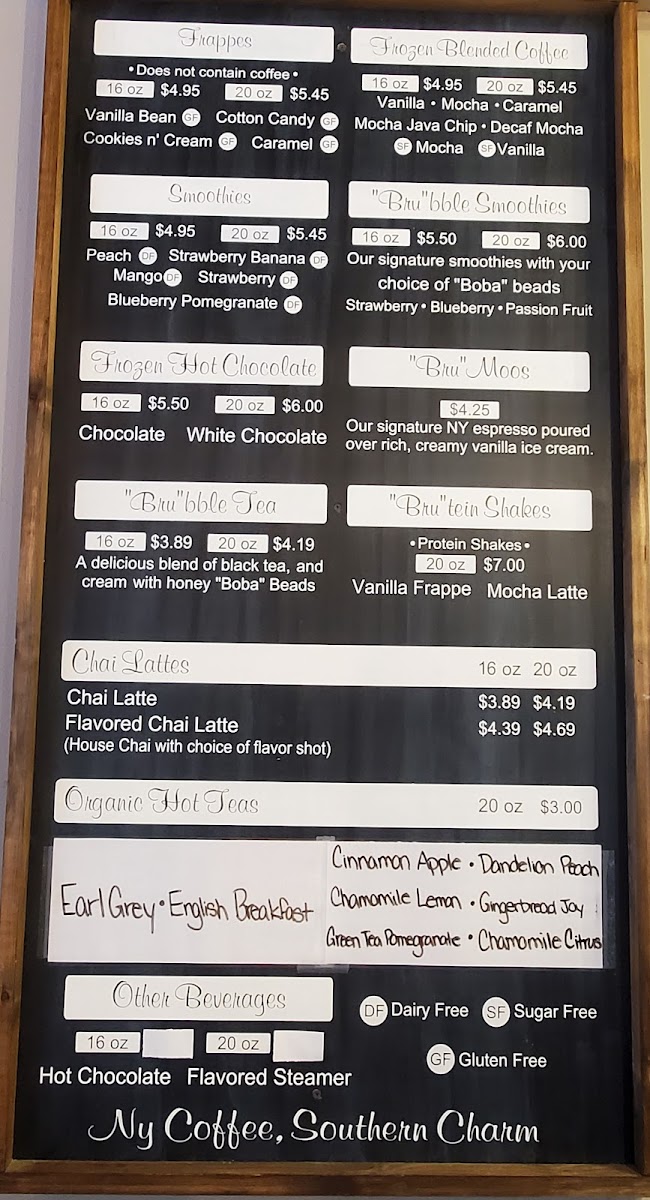 Frappes
• Does not contain coffee •
16 oz $4.95 20 oz $5.45
Vanilla Bean GF Cotton Candy GF
Cookies n' Cream GF Caramel GF
Frozen Blended Coffee
16 oz $4.95 20 oz $5.45
Vanilla • Mocha • Caramel
Mocha Java Chip • Decaf Mocha
SF Mocha SF Vanilla
Smoothies
16 oz $4.95 20 oz $5.45
Peach DF Strawberry Banana DF
Mango DF Strawberry DF
Blueberry Pomegranate DF
"Bru"bble Smoothies
16 oz $5.50 20 oz $6.00
Our signature smoothies with your
choice of "Boba" beads
Strawberry • Blueberry • Passion Fruit
Frozen Hot Chocolate
16 oz $5.50 20 oz $6.00
Chocolate White Chocolate
"Bru" Moos
$4.25
Our signature NY espresso poured
over rich, creamy vanilla ice cream.
"Bru"bble Tea
16 oz $3.89 20 oz $4.19
A delicious blend of black tea, and
cream with honey "Boba" Beads
"Bru"tein Shakes
• Protein Shakes •
20 oz $7.00
Vanilla Frappe Mocha Latte
Chai Lattes 16 oz 20 oz
Chai Latte $3.89 $4.19
Flavored Chai Latte $4.39 $4.69
(House Chai with choice of flavor shot)
Organic Hot Teas 20 oz $3.00
Earl Grey • English Breakfast
Cinnamon Apple • Dandelion Peach
Chamomile Lemon • Gingerbread Joy
Green Tea Pomegranate • Chamomile Citrus
Other Beverages
16 oz 20 oz
Hot Chocolate Flavored Steamer
DF Dairy Free SF Sugar Free
GF Gluten Free
Ny Coffee, Southern Charm